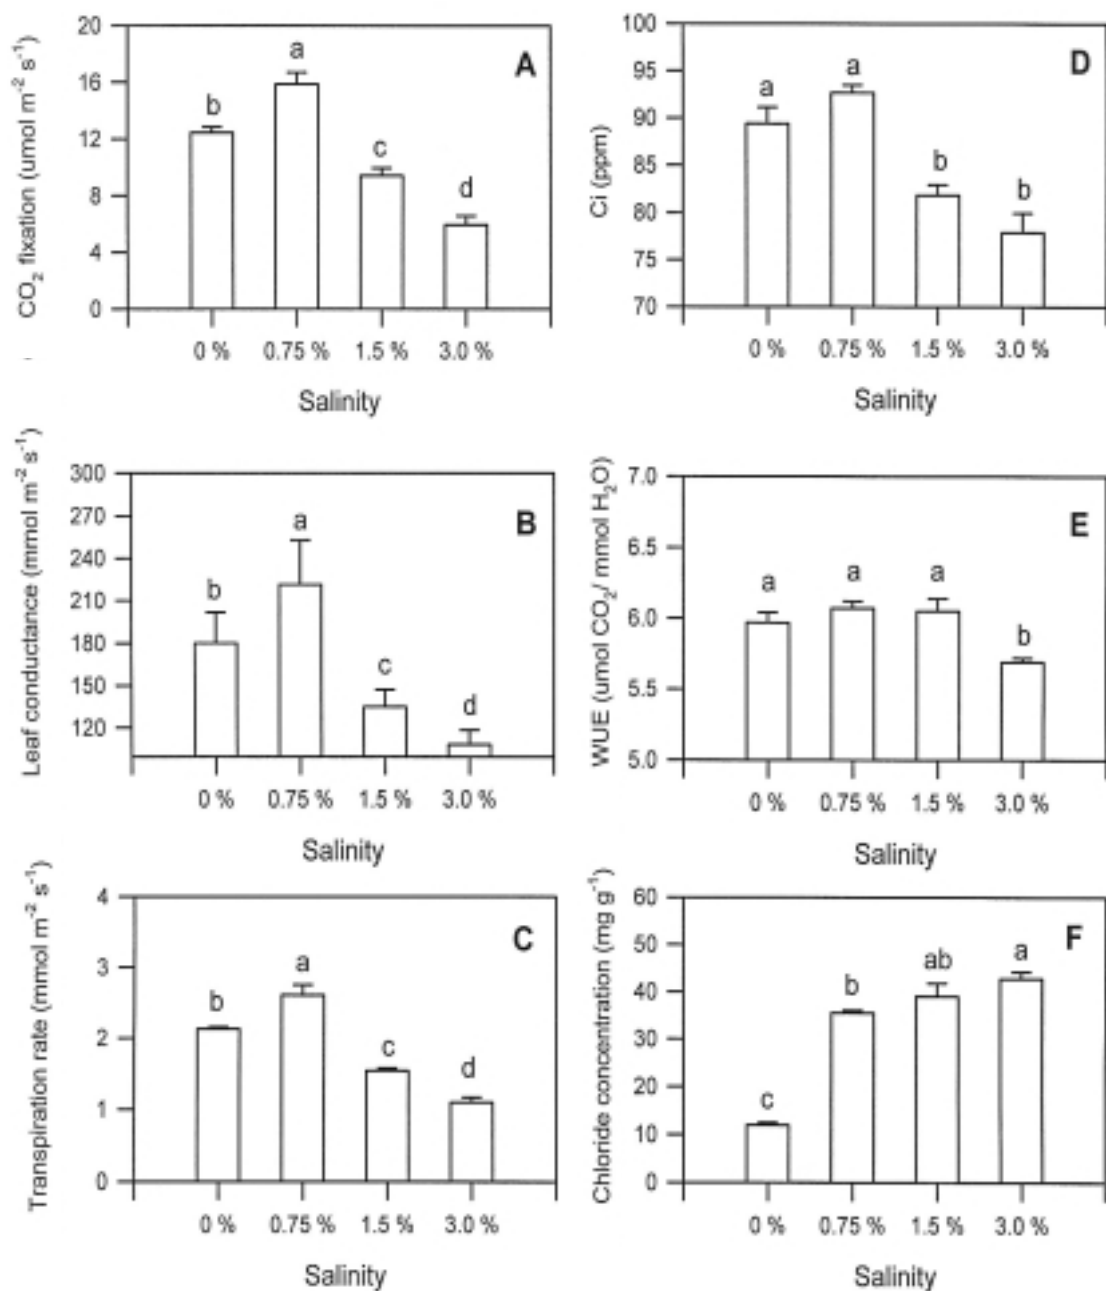 CO₂ fixation (umol m⁻² s⁻¹)
20
16
12
8
4
0
b
a
c
d
A
0 %
0.75 %
1.5 %
3.0 %
Salinity
Ci (ppm)
100
95
90
85
80
75
70
a
a
b
b
D
0 %
0.75 %
1.5 %
3.0 %
Salinity
Leaf conductance (mmol m⁻² s⁻¹)
300
270
240
210
180
150
120
b
a
c
d
B
0 %
0.75 %
1.5 %
3.0 %
Salinity
WUE (umol CO₂/ mmol H₂O)
7.0
6.5
6.0
5.5
5.0
a
a
a
b
E
0 %
0.75 %
1.5 %
3.0 %
Salinity
Transpiration rate (mmol m⁻² s⁻¹)
4
3
2
1
0
b
a
c
d
C
0 %
0.75 %
1.5 %
3.0 %
Salinity
Chloride concentration (mg g⁻¹)
60
50
40
30
20
10
0
c
b
ab
a
F
0 %
0.75 %
1.5 %
3.0 %
Salinity